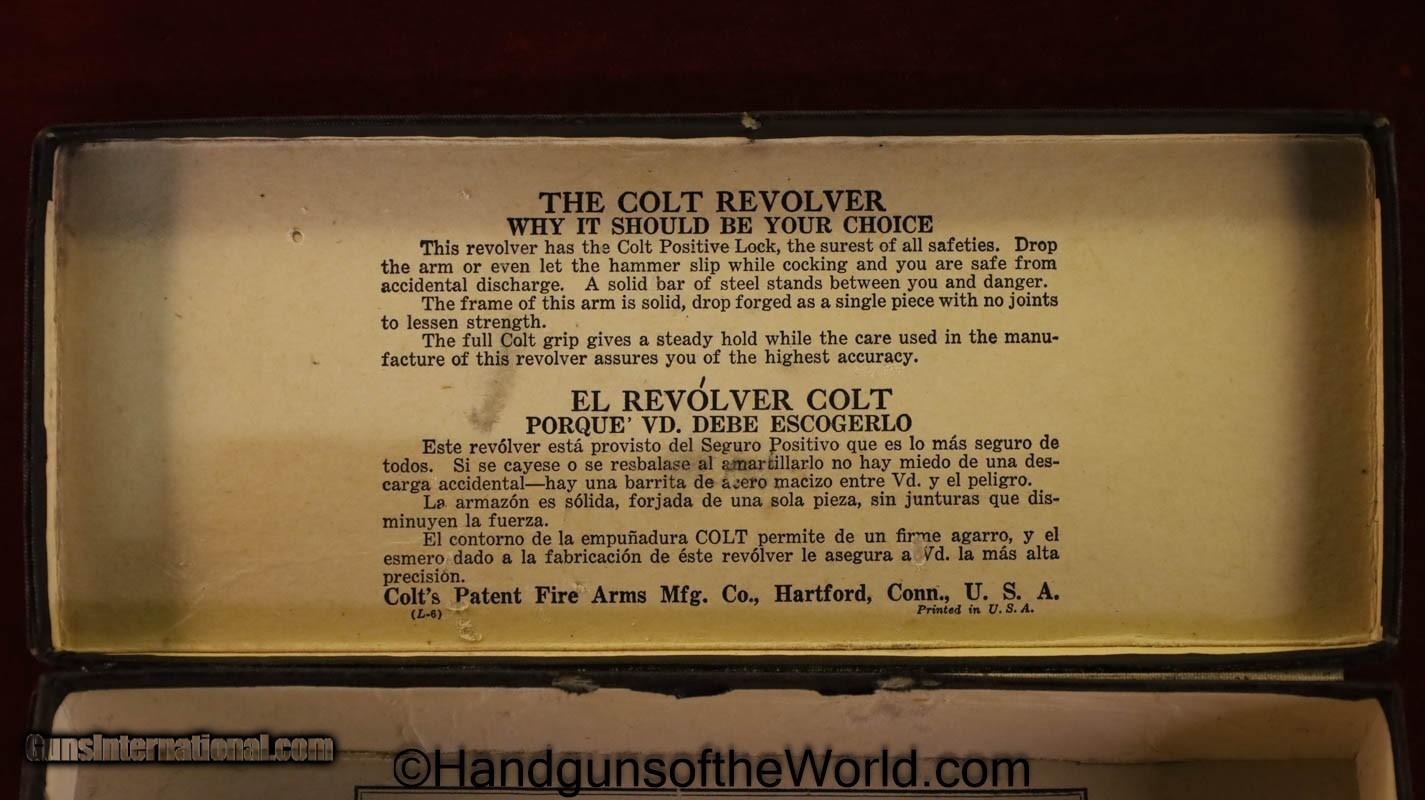 THE COLT REVOLVER
WHY IT SHOULD BE YOUR CHOICE
This revolver has the Colt Positive Lock, the surest of all safeties. Drop
the arm or even let the hammer slip while cocking and you are safe from
accidental discharge. A solid bar of steel stands between you and danger.
The frame of this arm is solid, drop forged as a single piece with no joints
to lessen strength.
The full Colt grip gives a steady hold while the care used in the manu-
facture of this revolver assures you of the highest accuracy.
EL REVÓLVER COLT
PORQUE' VD. DEBE ESCOGERLO
Este revólver está provisto del Seguro Positivo que es lo más seguro de
todos. Si se cayese o se resbalase al amartillarlo no hay miedo de una des-
carga accidental—hay una barrita de acero macizo entre Vd. y el peligro.
La armazón es sólida, forjada de una sola pieza, sin junturas que dis-
minuyen la fuerza.
El contorno de la empuñadura COLT permite de un firme agarro, y el
esmero dado a la fabricación de éste revólver le asegura a Vd. la más alta
precisión.
Colt's Patent Fire Arms Mfg. Co., Hartford, Conn., U. S. A.
(L-6) Printed in U. S. A.
GunsInternational.com
©HandgunsoftheWorld.com